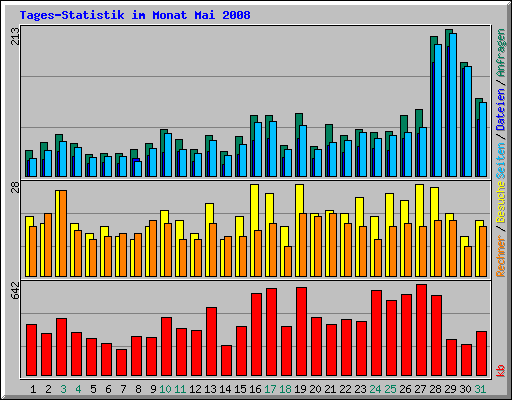 Tages-Statistik im Monat Mai 2008
213
28
642
Rechner / Besuche Seiten / Dateien / Anfragen
kb
1 2 3 4 5 6 7 8 9 10 11 12 13 14 15 16 17 18 19 20 21 22 23 24 25 26 27 28 29 30 31